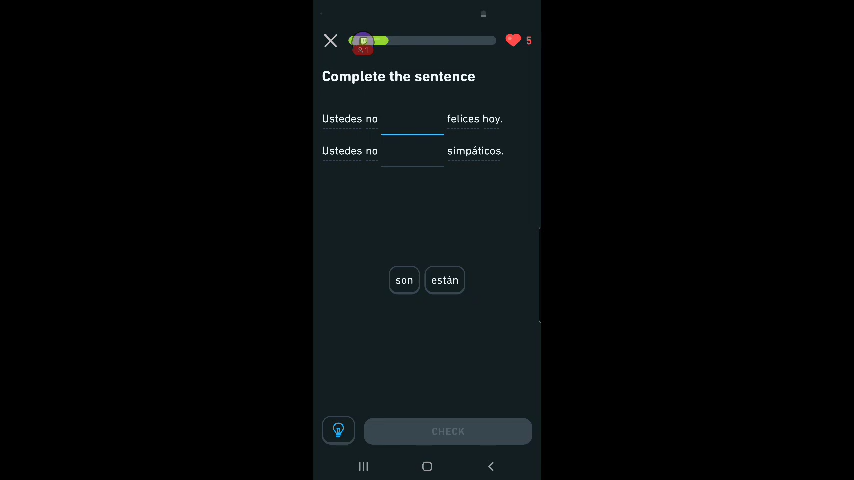 5
Complete the sentence
Ustedes no felices hoy.
Ustedes no simpáticos.
son están
CHECK